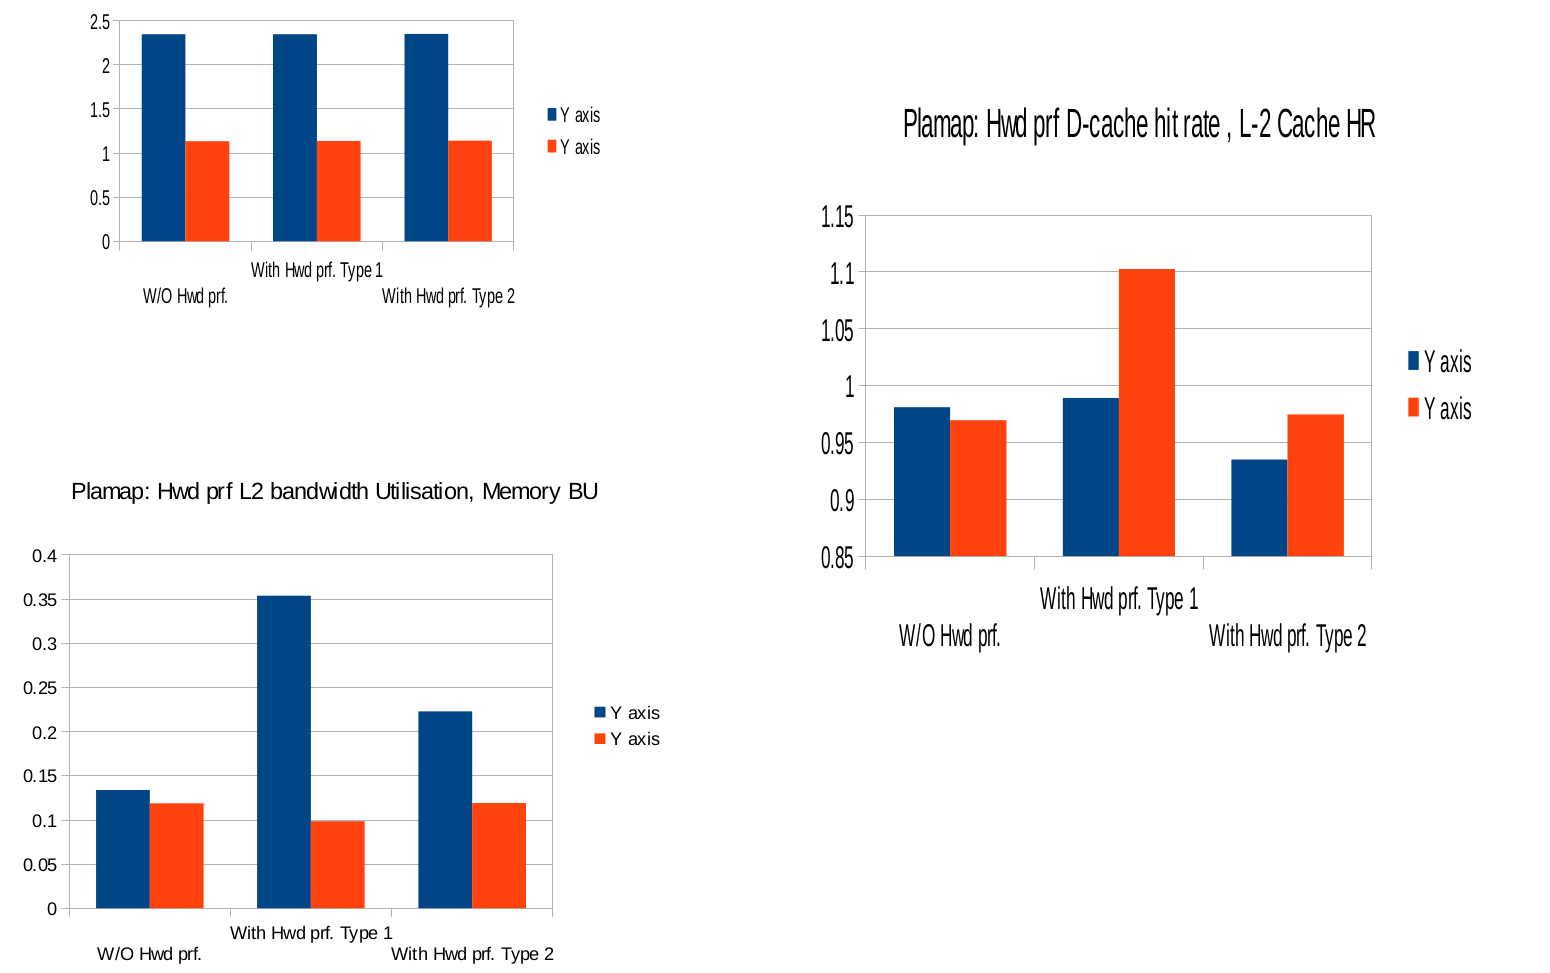 2.5
2
1.5
1
0.5
0
With Hwd prf. Type 1
W/O Hwd prf.
With Hwd prf. Type 2
Y axis
Y axis
Plamap: Hwd prf D-cache hit rate , L-2 Cache HR
1.15
1.1
1.05
1
0.95
0.9
0.85
With Hwd prf. Type 1
W/O Hwd prf.
With Hwd prf. Type 2
Y axis
Y axis
Plamap: Hwd prf L2 bandwidth Utilisation, Memory BU
0.4
0.35
0.3
0.25
0.2
0.15
0.1
0.05
0
With Hwd prf. Type 1
W/O Hwd prf.
With Hwd prf. Type 2
Y axis
Y axis